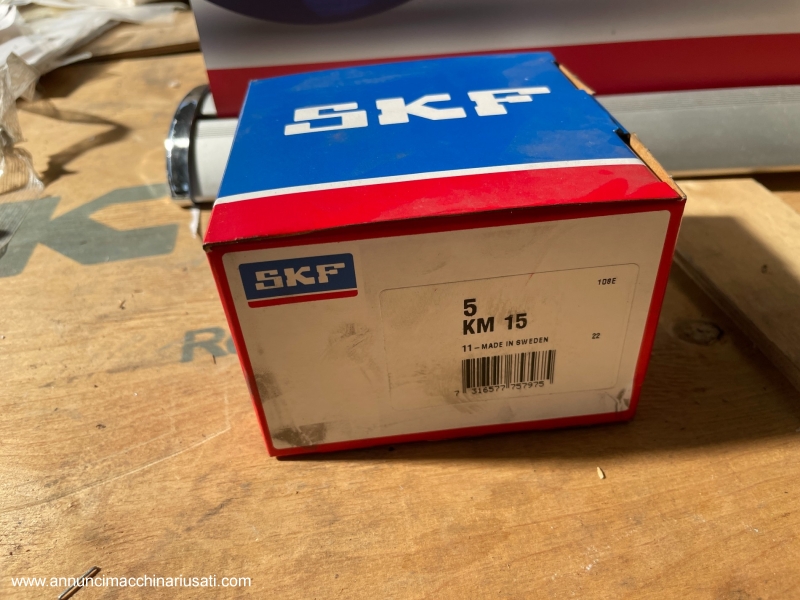 SKF
SKF
108E
5
KM 15
11-MADE IN SWEDEN
22
7 316577 757975
www.annuncimacchinariusati.com